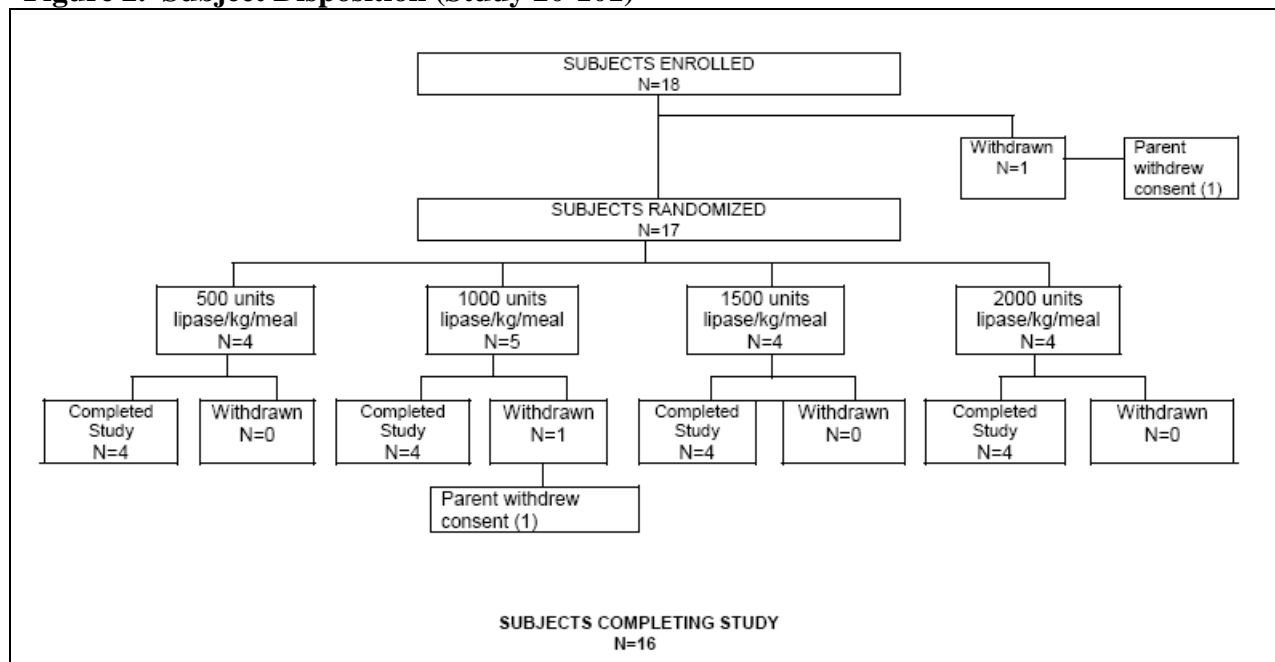 Figure Subject Disposition (Study
SUBJECTS ENROLLED
N=18
Withdrawn
N=1
Parent
withdrew
consent (1)
SUBJECTS RANDOMIZED
N=17
500 units
lipase/kg/meal
N=4
1000 units
lipase/kg/meal
N=5
1500 units
lipase/kg/meal
N=4
2000 units
lipase/kg/meal
N=4
Completed
Study
N=4
Withdrawn
N=0
Completed
Study
N=4
Withdrawn
N=1
Completed
Study
N=4
Withdrawn
N=0
Completed
Study
N=4
Withdrawn
N=0
Parent withdrew
consent (1)
SUBJECTS COMPLETING STUDY
N=16